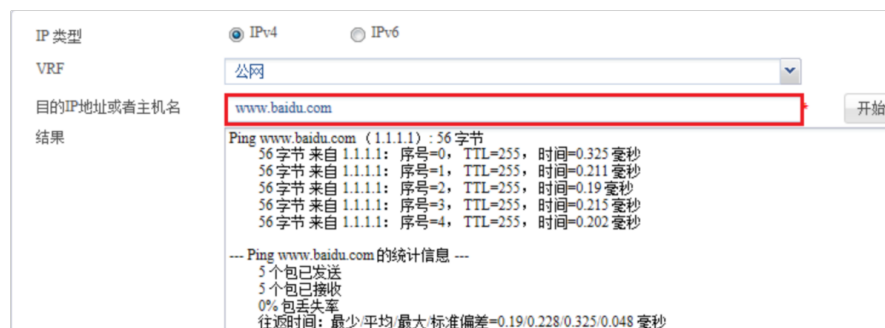 IP 类型 IPv4 IPv6
VRF 公网
目的IP地址或者主机名 www.baidu.com * 开始
结果
Ping www.baidu.com（1.1.1.1）: 56 字节
56 字节 来自 1.1.1.1：序号=0，TTL=255，时间=0.325 毫秒
56 字节 来自 1.1.1.1：序号=1，TTL=255，时间=0.211 毫秒
56 字节 来自 1.1.1.1：序号=2，TTL=255，时间=0.19 毫秒
56 字节 来自 1.1.1.1：序号=3，TTL=255，时间=0.215 毫秒
56 字节 来自 1.1.1.1：序号=4，TTL=255，时间=0.202 毫秒
--- Ping www.baidu.com 的统计信息 ---
5 个包已发送
5 个包已接收
0% 包丢失率
往返时间：最少/平均/最大/标准偏差=0.19/0.228/0.325/0.048 毫秒